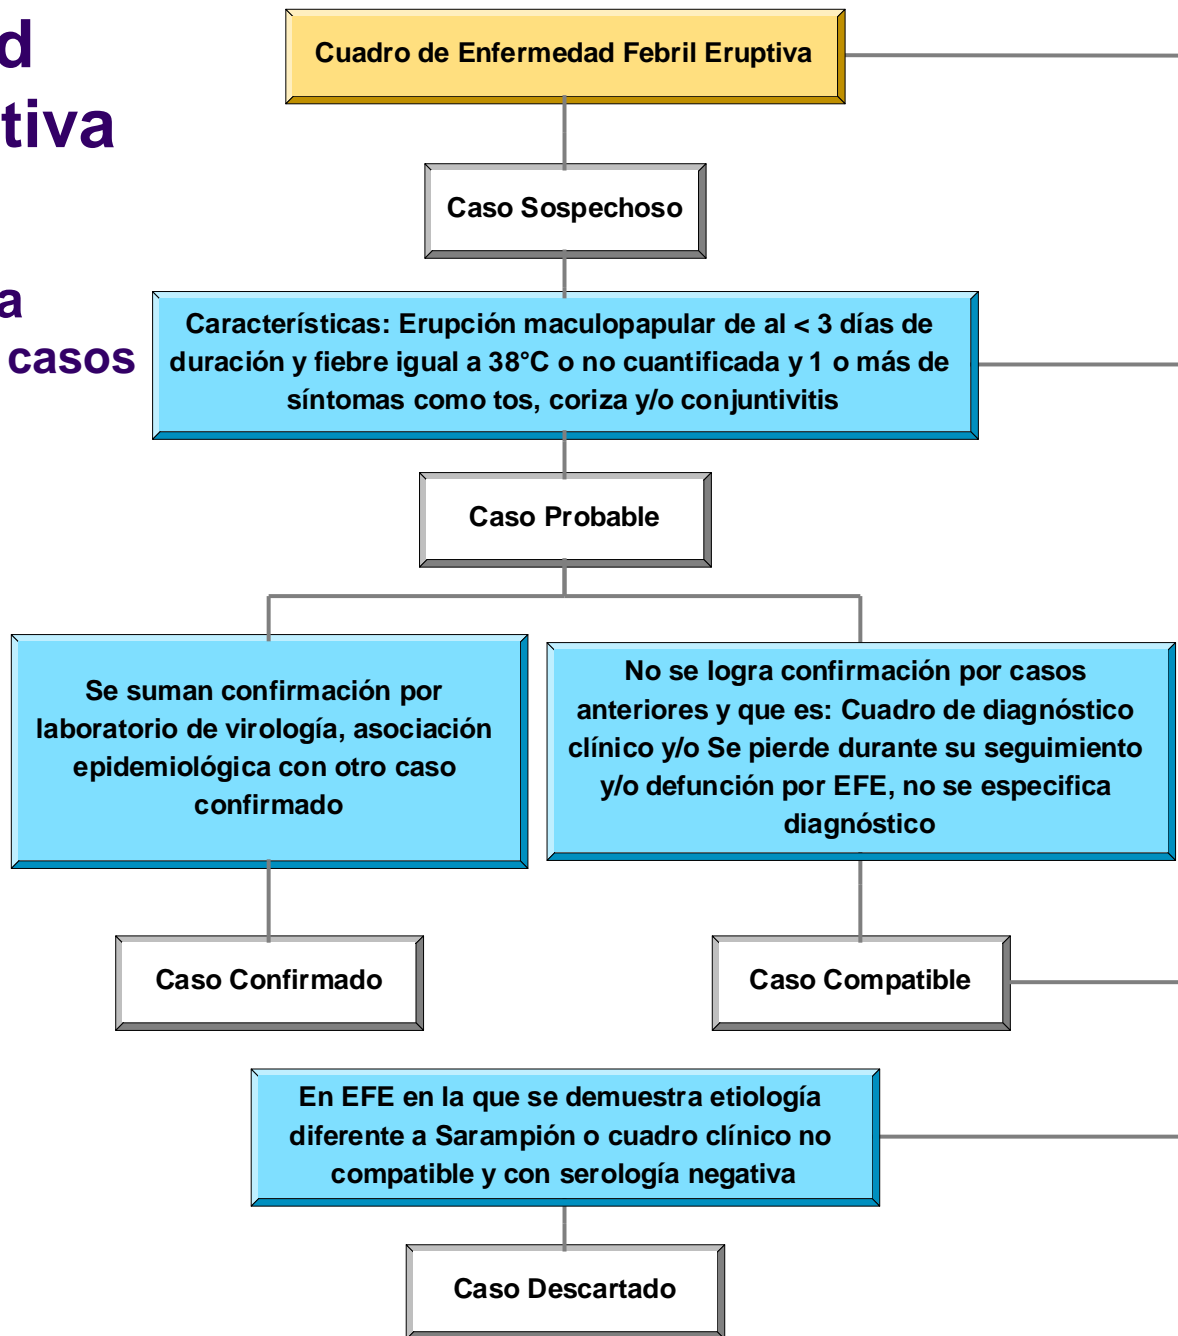 d
tiva
a
casos
Cuadro de Enfermedad Febril Eruptiva
Caso Sospechoso
Características: Erupción maculopapular de al < 3 días de
duración y fiebre igual a 38°C o no cuantificada y 1 o más de
síntomas como tos, coriza y/o conjuntivitis
Caso Probable
Se suman confirmación por
laboratorio de virología, asociación
epidemiológica con otro caso
confirmado
No se logra confirmación por casos
anteriores y que es: Cuadro de diagnóstico
clínico y/o Se pierde durante su seguimiento
y/o defunción por EFE, no se especifica
diagnóstico
Caso Confirmado
Caso Compatible
En EFE en la que se demuestra etiología
diferente a Sarampión o cuadro clínico no
compatible y con serología negativa
Caso Descartado